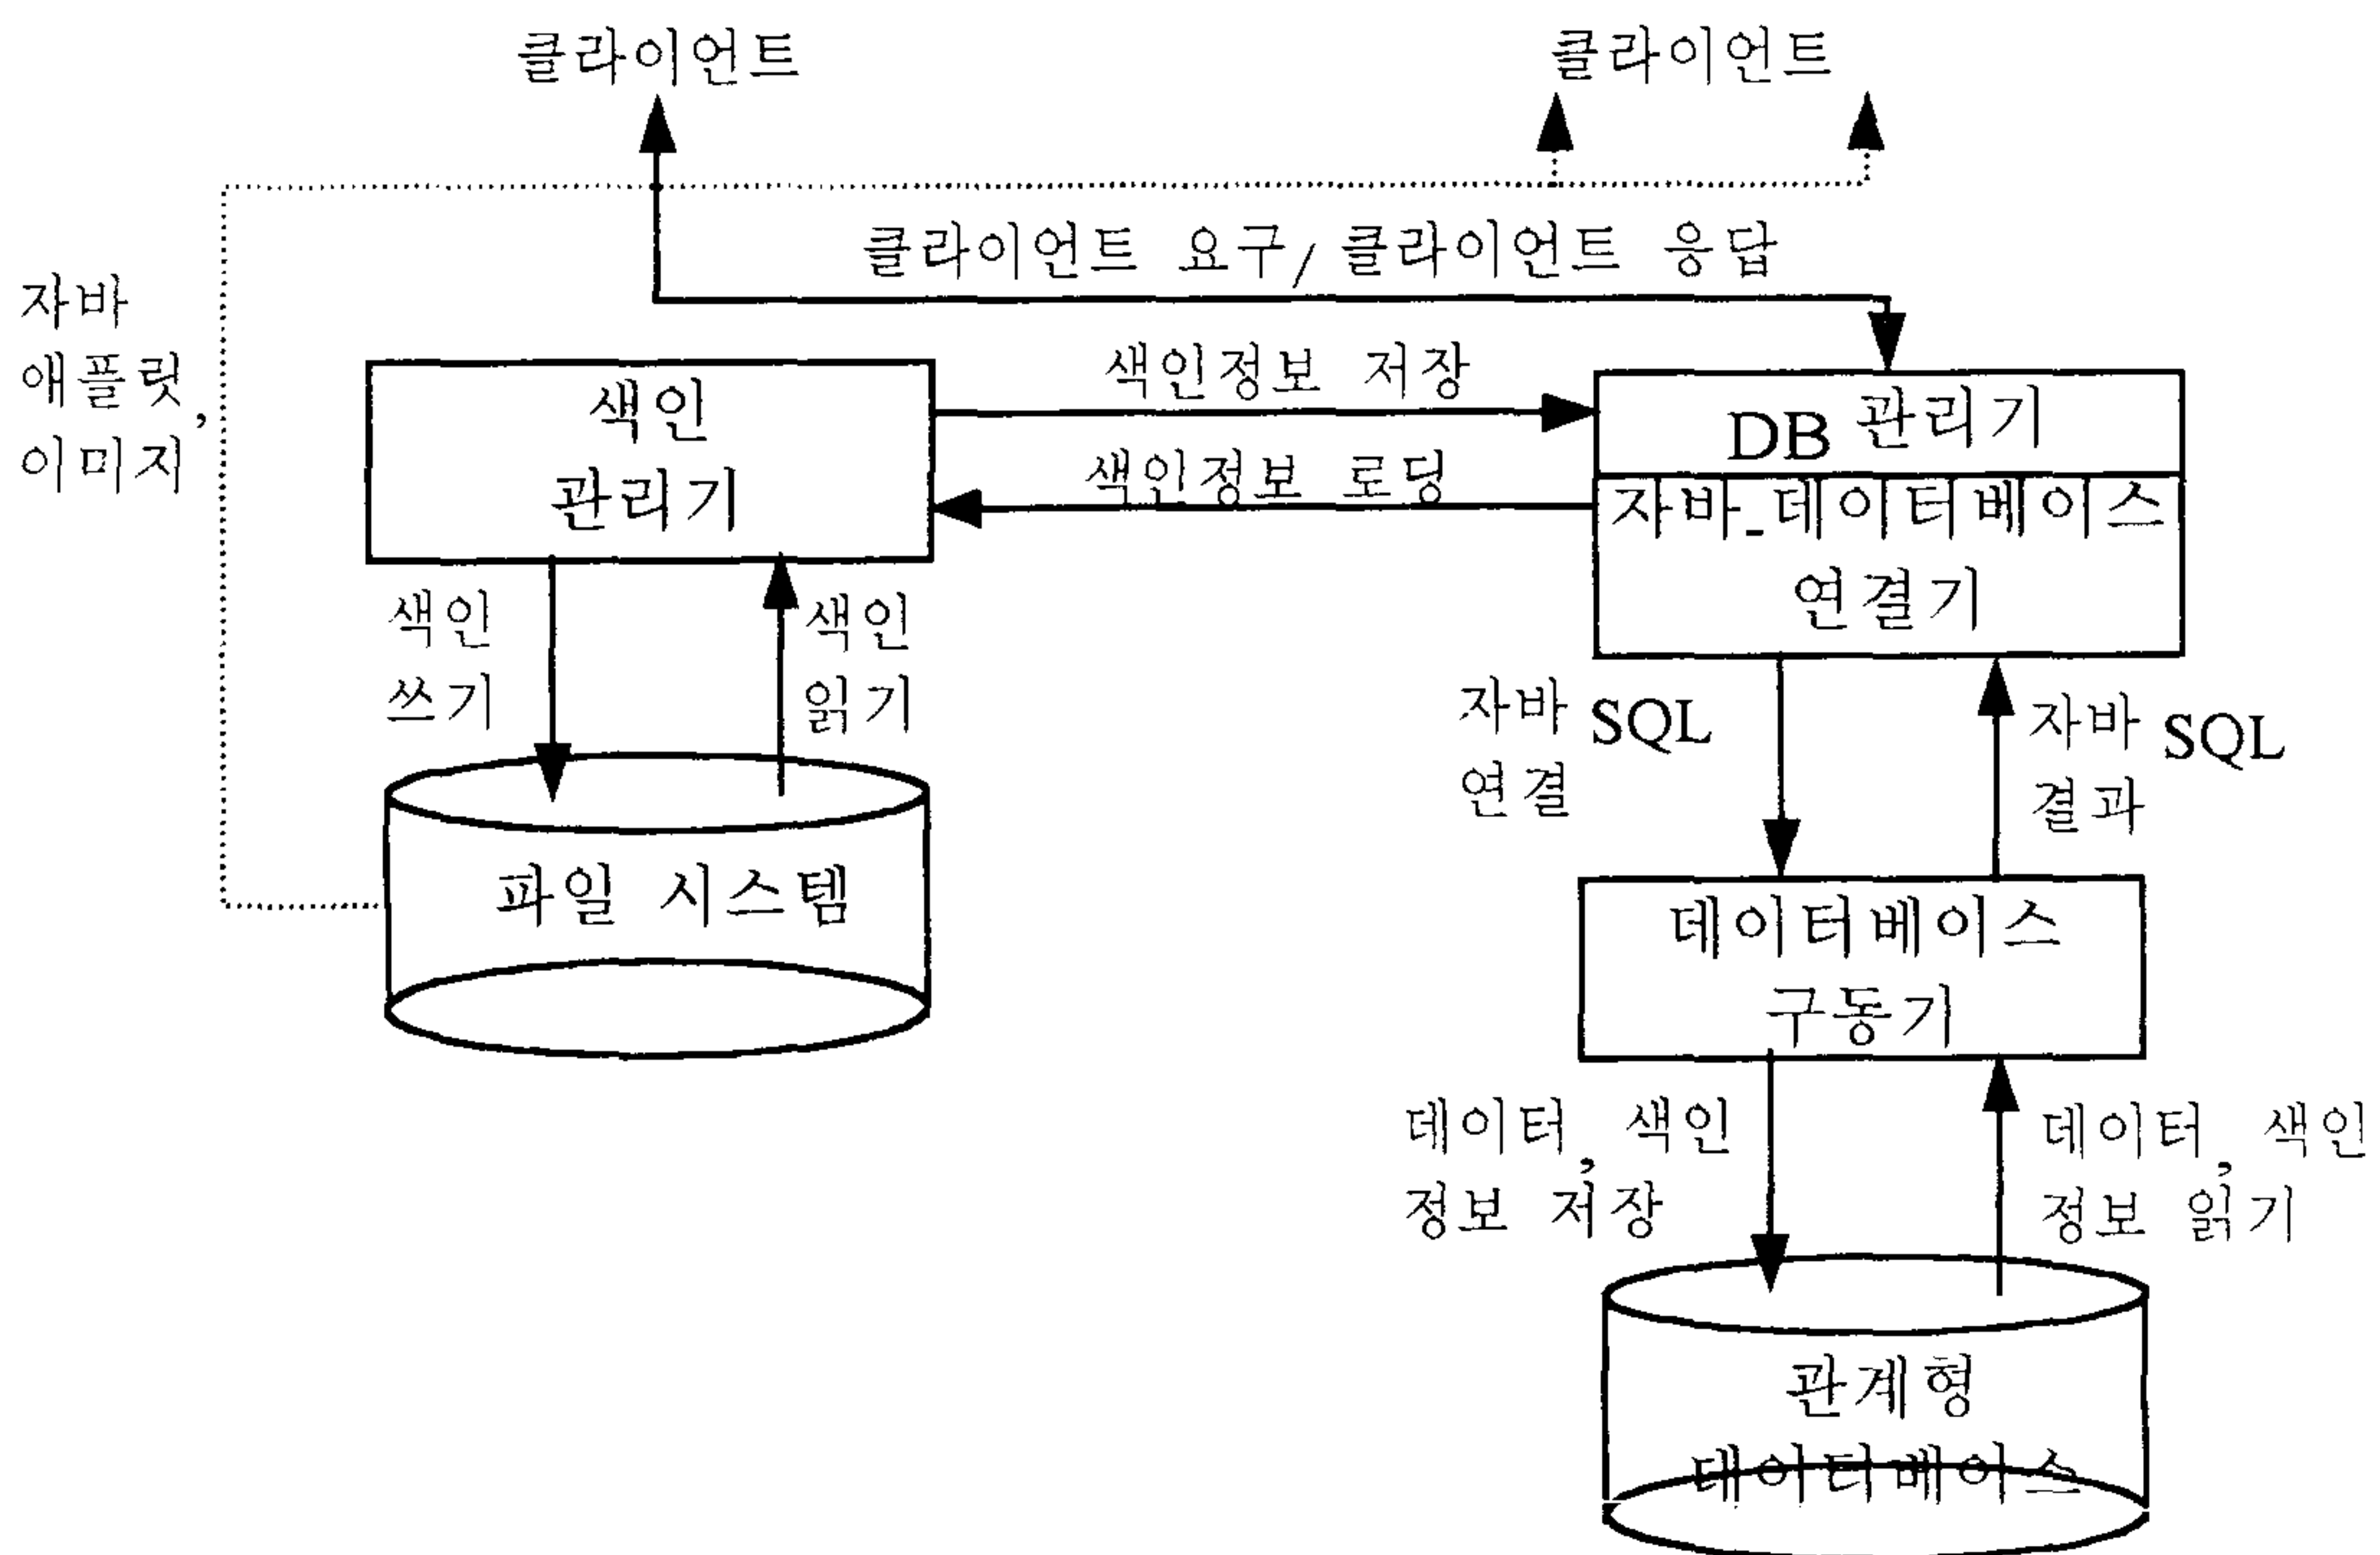 클라이언트
클라이언트
클라이언트 요구/ 클라이언트 응답
자바
애플릿,
이미지
색인
관리기
색인정보 저장
색인정보 로딩
DB 관리기
자바-데이터베이스
연결기
색인
쓰기
색인
읽기
자바 SQL
연결
자바 SQL
결과
파일 시스템
데이터베이스
구동기
데이터, 색인
정보 저장
데이터, 색인
정보 읽기
관계형
데이터베이스